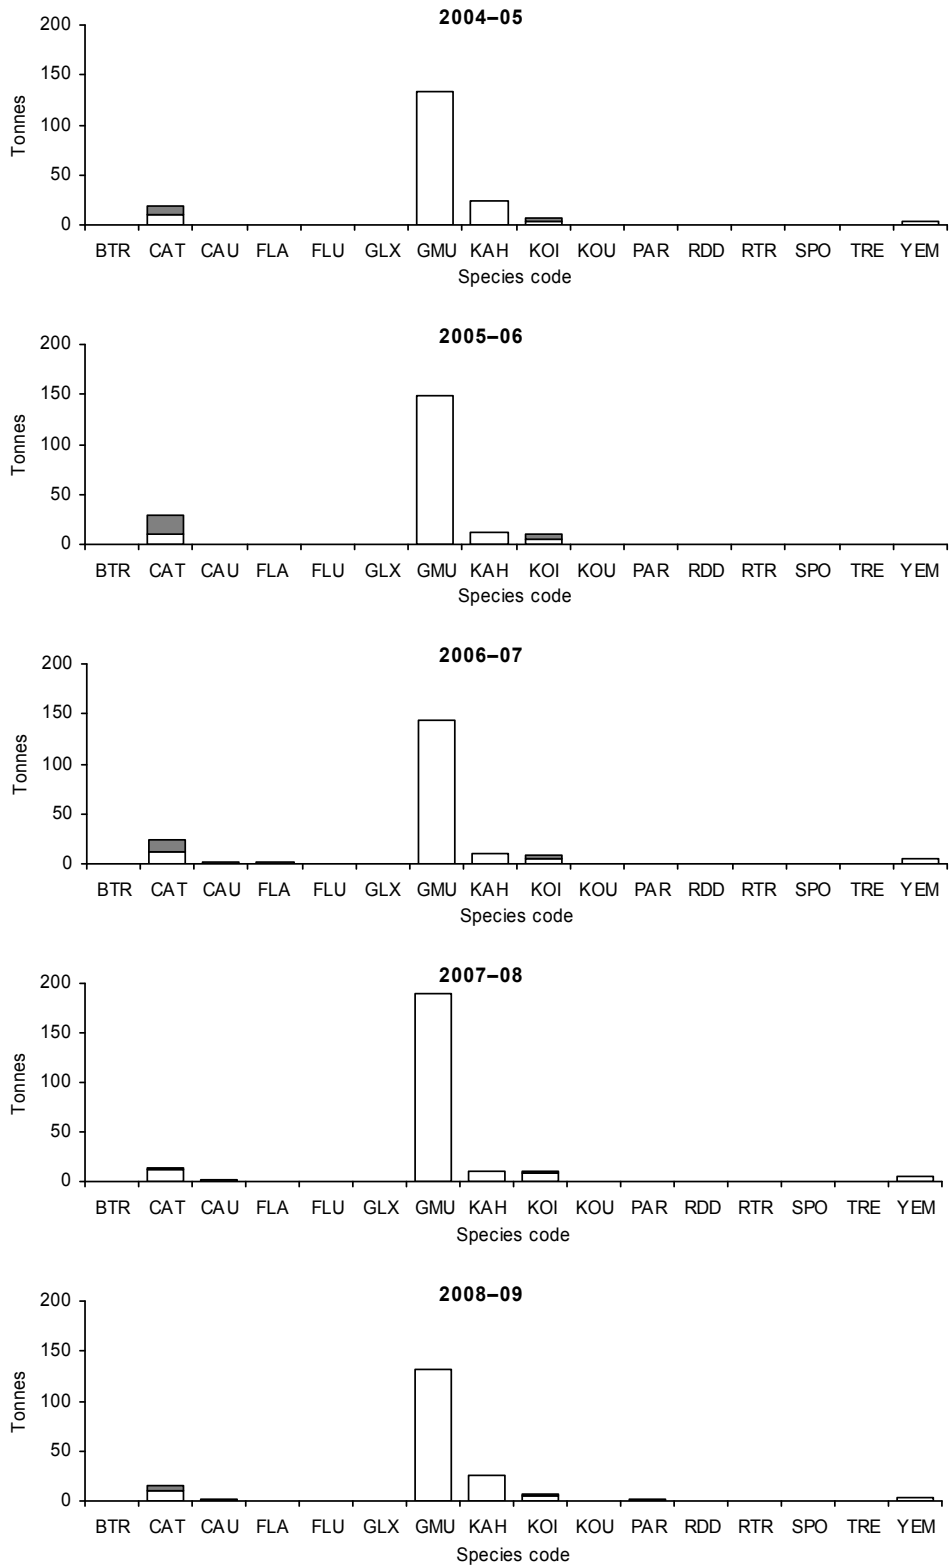 2004–05
200
150
100
50
0
Tonnes
BTR CAT CAU FLA FLU GLX GMU KAH KOI KOU PAR RDD RTR SPO TRE YEM
Species code
2005–06
200
150
100
50
0
Tonnes
BTR CAT CAU FLA FLU GLX GMU KAH KOI KOU PAR RDD RTR SPO TRE YEM
Species code
2006–07
200
150
100
50
0
Tonnes
BTR CAT CAU FLA FLU GLX GMU KAH KOI KOU PAR RDD RTR SPO TRE YEM
Species code
2007–08
200
150
100
50
0
Tonnes
BTR CAT CAU FLA FLU GLX GMU KAH KOI KOU PAR RDD RTR SPO TRE YEM
Species code
2008–09
200
150
100
50
0
Tonnes
BTR CAT CAU FLA FLU GLX GMU KAH KOI KOU PAR RDD RTR SPO TRE YEM
Species code